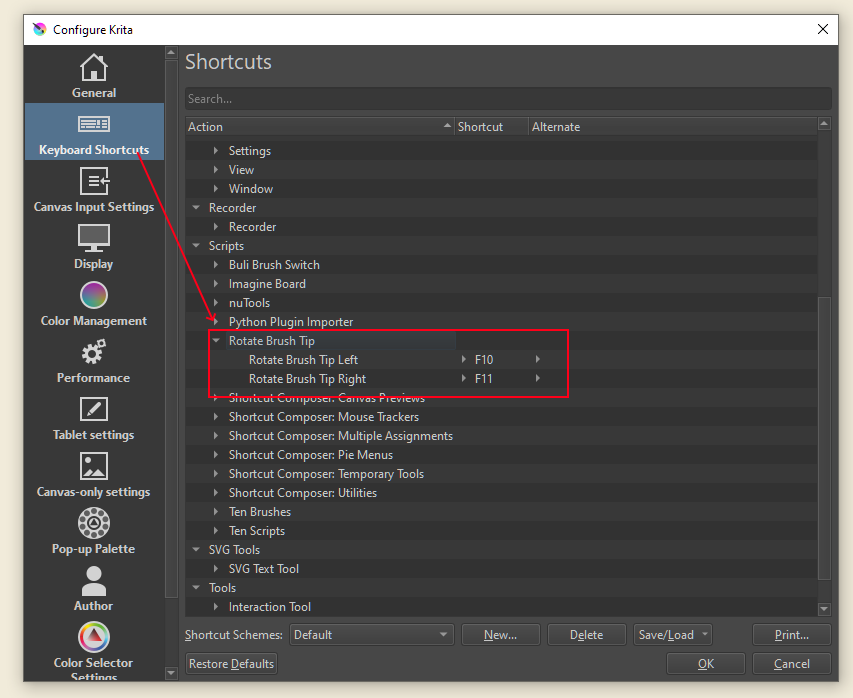 Configure Krita
General
Keyboard Shortcuts
Canvas Input Settings
Display
Color Management
Performance
Tablet settings
Canvas-only settings
Pop-up Palette
Author
Color Selector
Settings
Shortcuts
Search...
Action Shortcut Alternate
Settings
View
Window
Recorder
Recorder
Scripts
Buli Brush Switch
Imagine Board
nuTools
Python Plugin Importer
Rotate Brush Tip
Rotate Brush Tip Left F10
Rotate Brush Tip Right F11
Shortcut Composer: Canvas Previews
Shortcut Composer: Mouse Trackers
Shortcut Composer: Multiple Assignments
Shortcut Composer: Pie Menus
Shortcut Composer: Temporary Tools
Shortcut Composer: Utilities
Ten Brushes
Ten Scripts
SVG Tools
SVG Text Tool
Tools
Interaction Tool
Shortcut Schemes: Default New... Delete Save/Load Print...
Restore Defaults OK Cancel